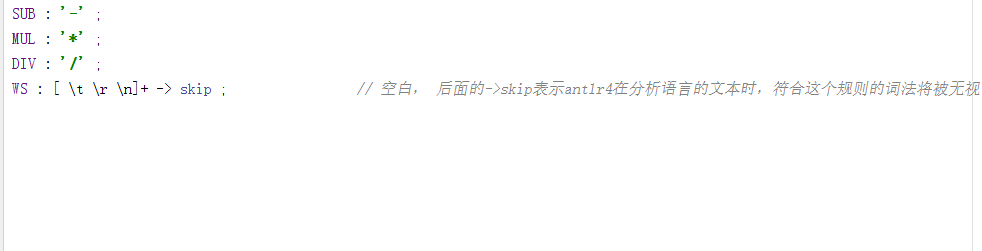 SUB : '-' ;
MUL : '*' ;
DIV : '/' ;
WS : [ \t \r \n]+ -> skip ; // 空白， 后面的->skip表示antlr4在分析语言的文本时，符合这个规则的词法将被无视